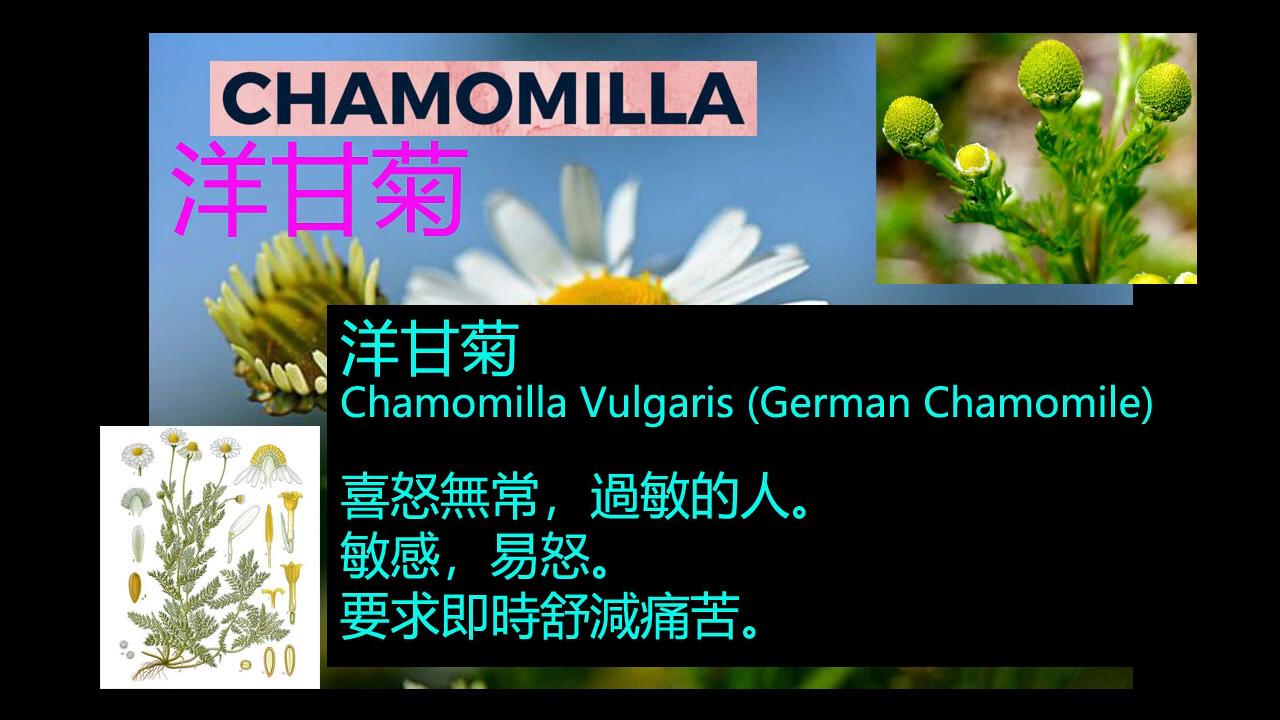 CHAMOMILLA
洋甘菊
洋甘菊
Chamomilla Vulgaris (German Chamomile)
喜怒無常，過敏的人。
敏感，易怒。
要求即時舒減痛苦。